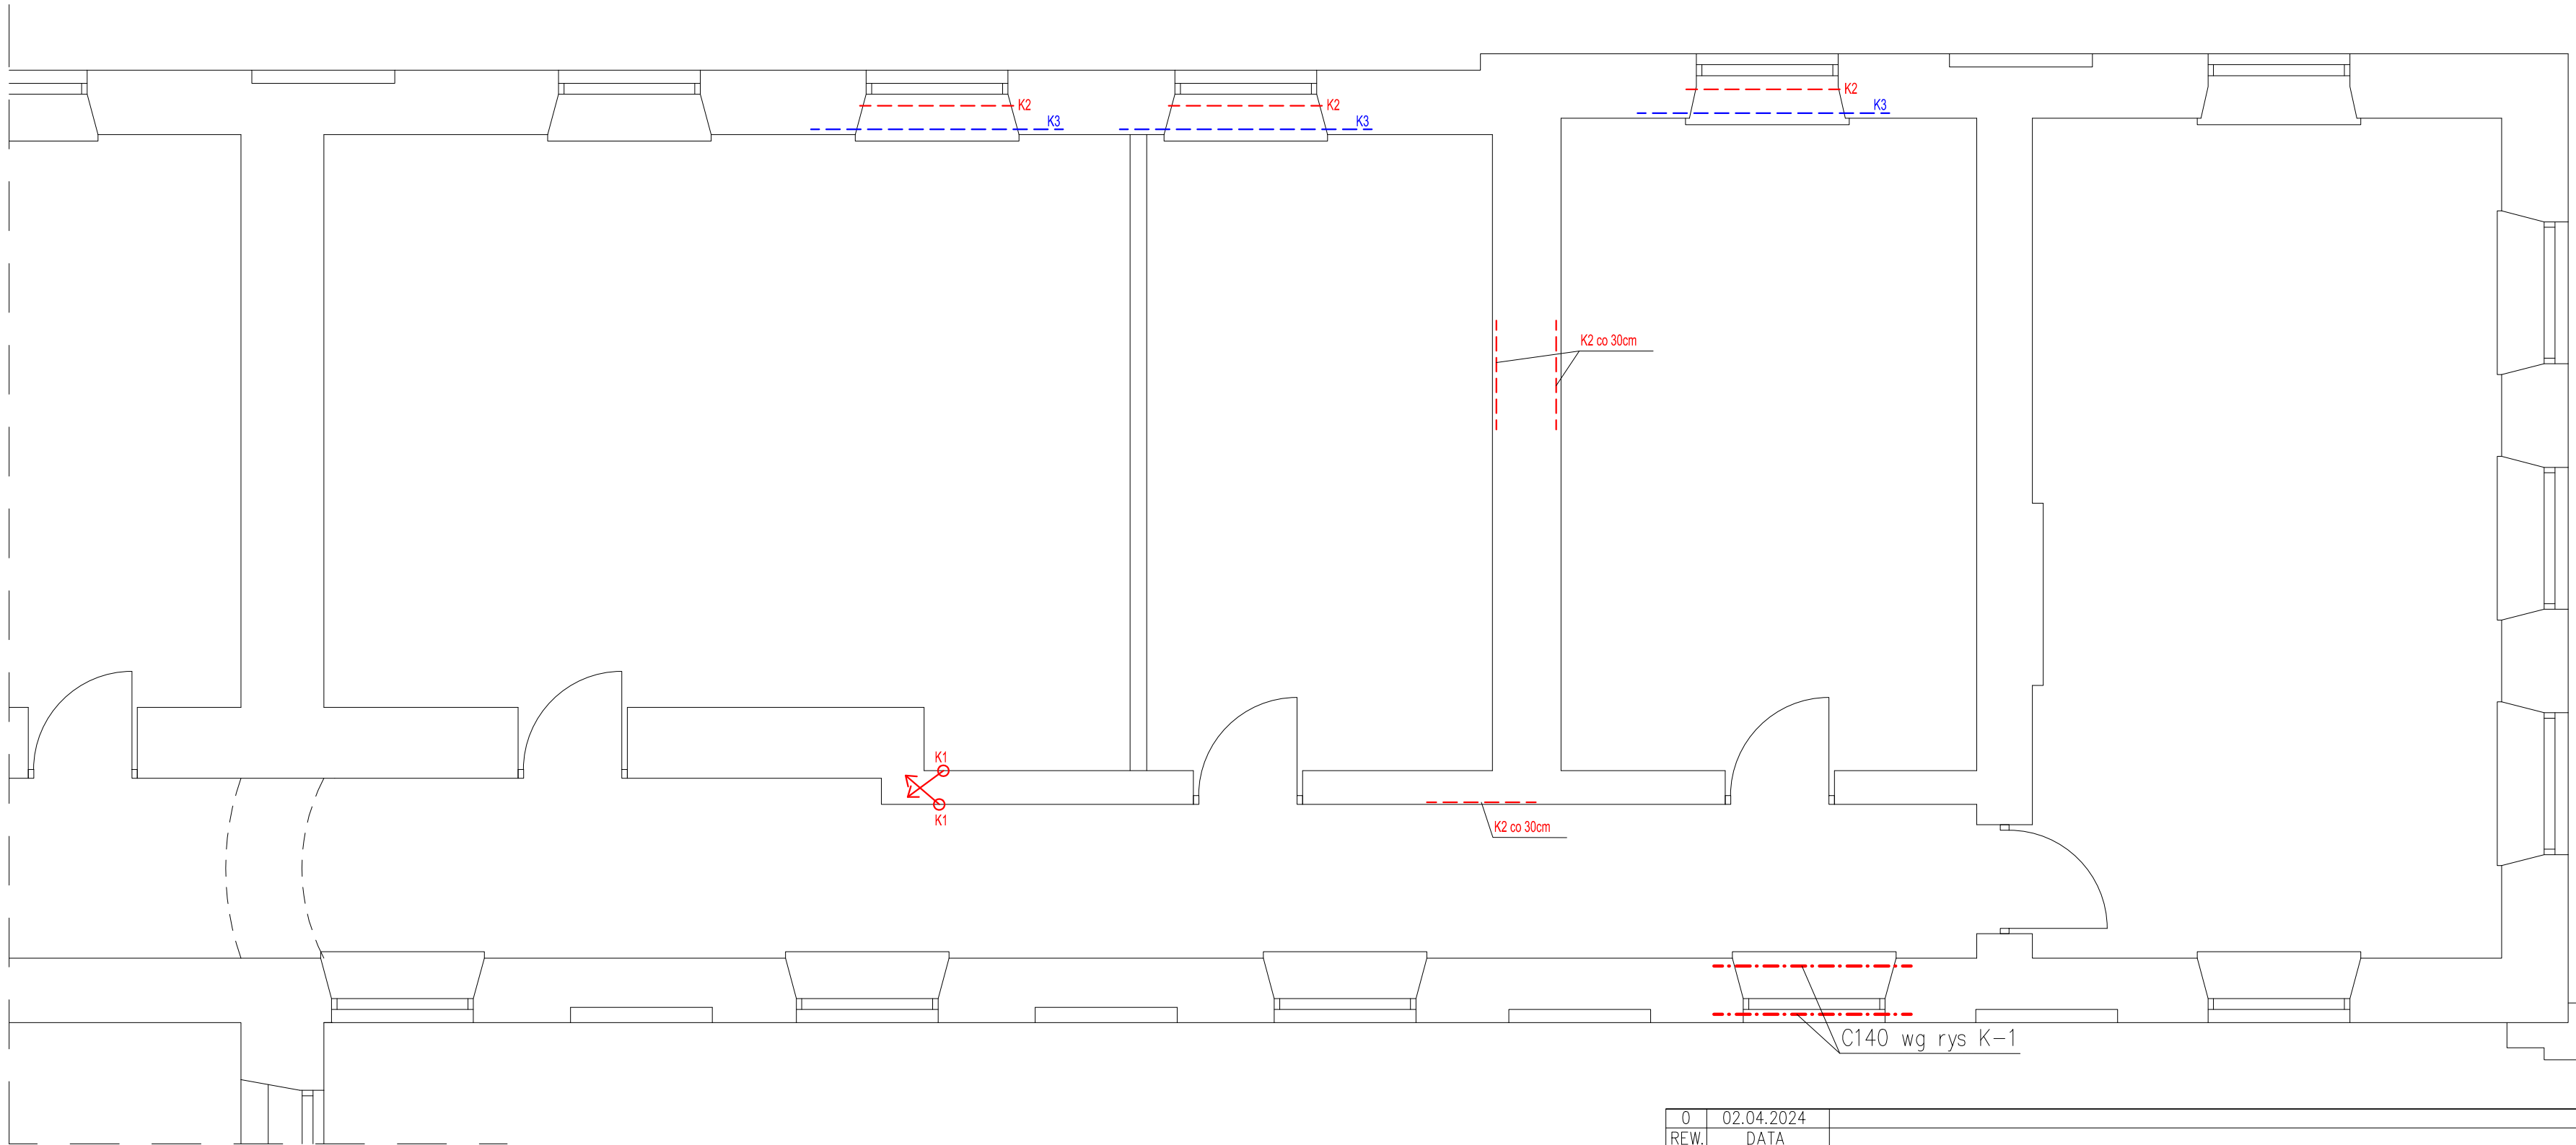 K2
K2
K2
K3
K3
K3
K2 co 30cm
K1
K1
K2 co 30cm
C140 wg rys K-1
0 02.04.2024
REW. DATA